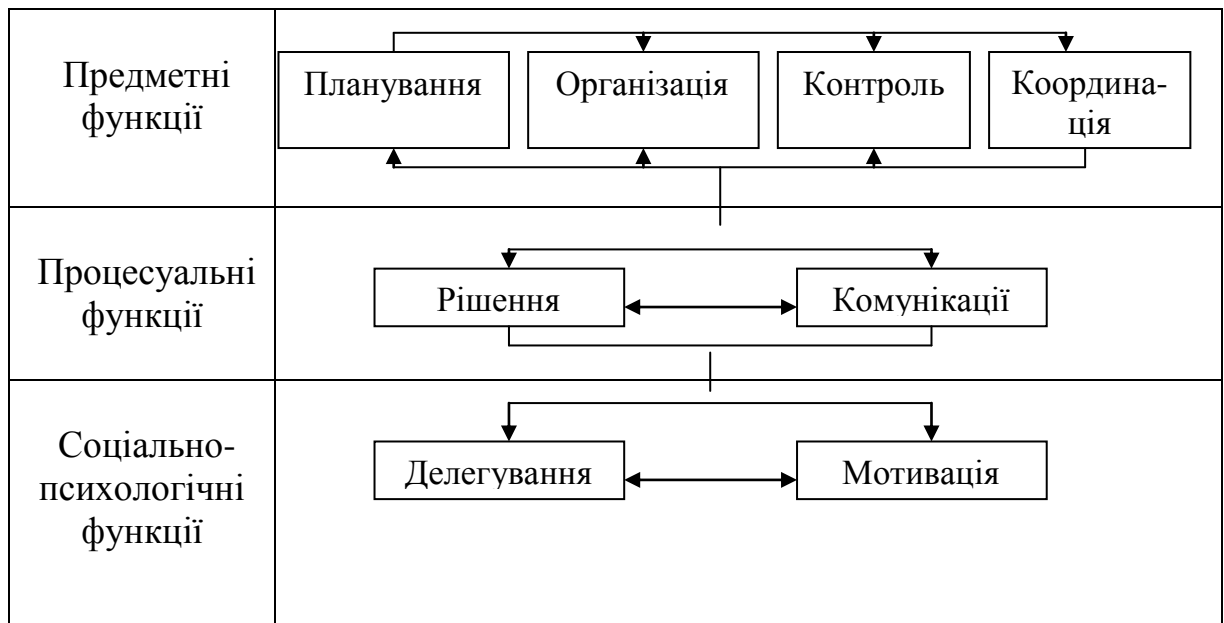 Предметні
функції
Планування
Організація
Контроль
Координа-
ція
Процесуальні
функції
Рішення
Комунікації
Соціально-
психологічні
функції
Делегування
Мотивація